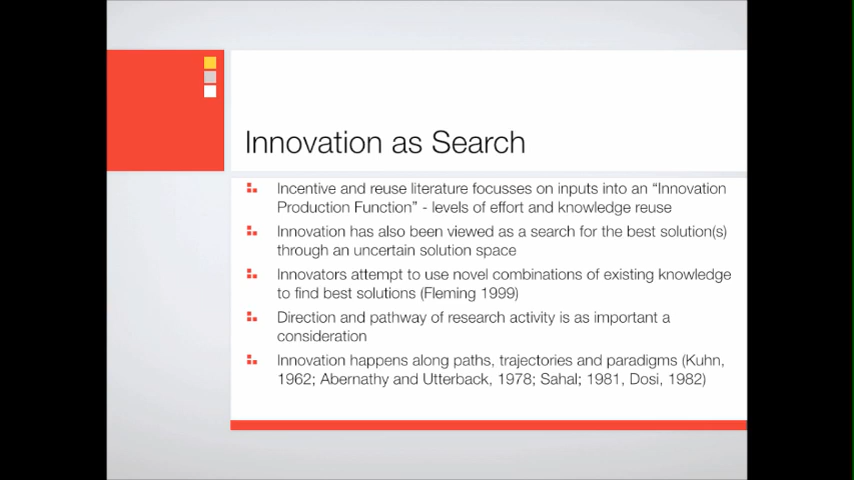 Innovation as Search
Incentive and reuse literature focusses on inputs into an “Innovation
Production Function” - levels of effort and knowledge reuse
Innovation has also been viewed as a search for the best solution(s)
through an uncertain solution space
Innovators attempt to use novel combinations of existing knowledge
to find best solutions (Fleming 1999)
Direction and pathway of research activity is as important a
consideration
Innovation happens along paths, trajectories and paradigms (Kuhn,
1962; Abernathy and Utterback, 1978; Sahal; 1981, Dosi, 1982)